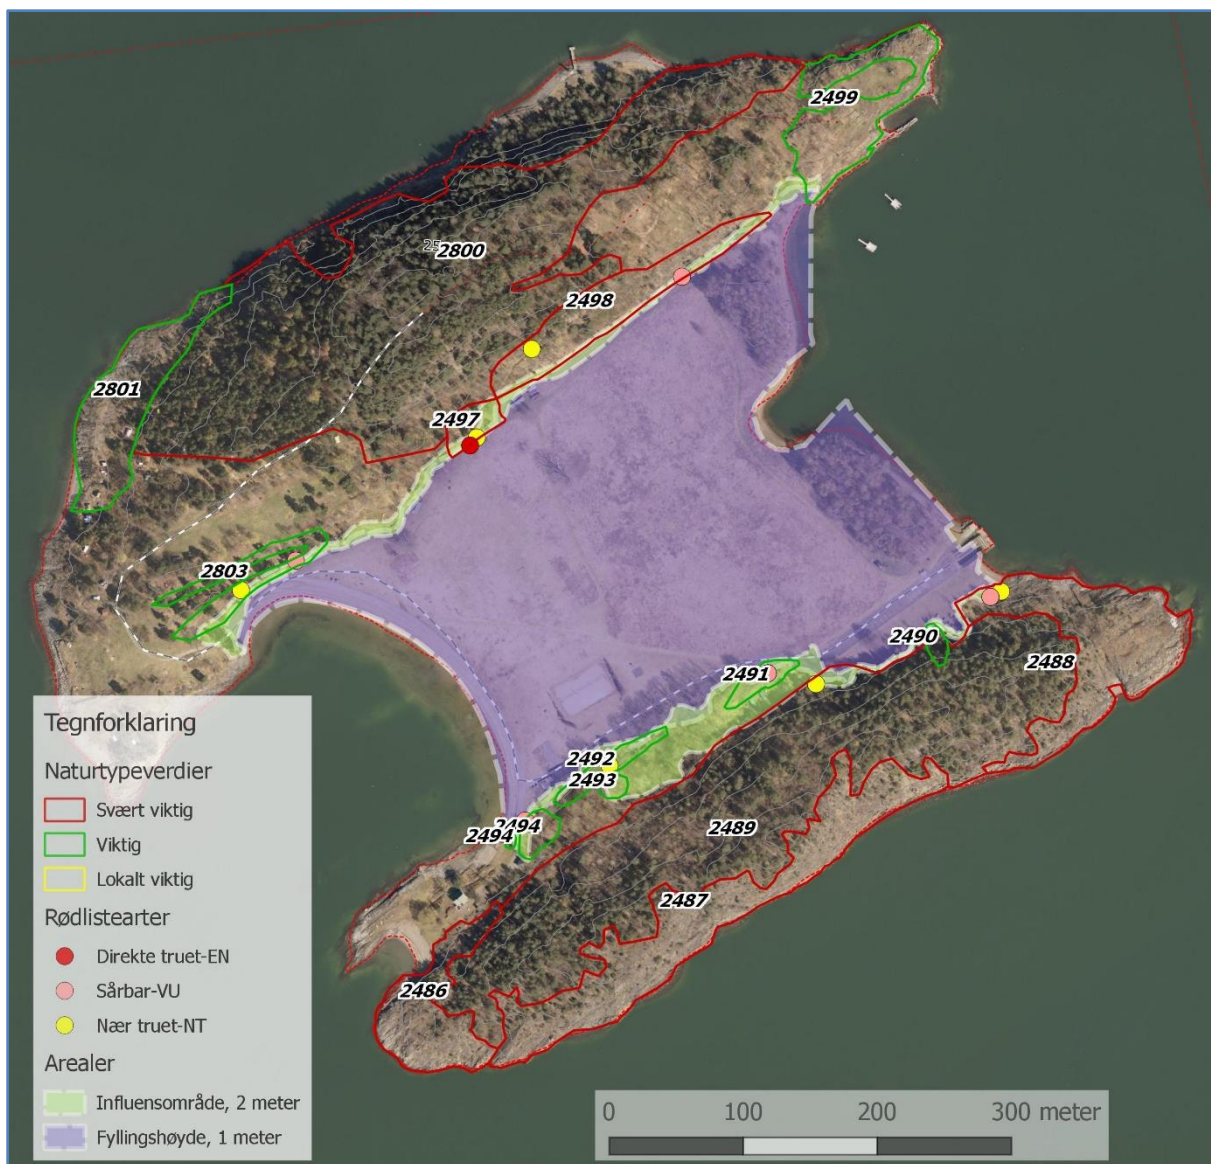 2499
25
2800
2498
2801
2497
2803
2490
2488
2491
2492
2493
2494
2494
2489
2487
2486
Tegnforklaring
Naturtypeverdier
Svært viktig
Viktig
Lokalt viktig
Rødlistearter
Direkte truet-EN
Sårbar-VU
Nær truet-NT
Arealer
Influensområde, 2 meter
Fyllingshøyde, 1 meter
0 100 200 300 meter